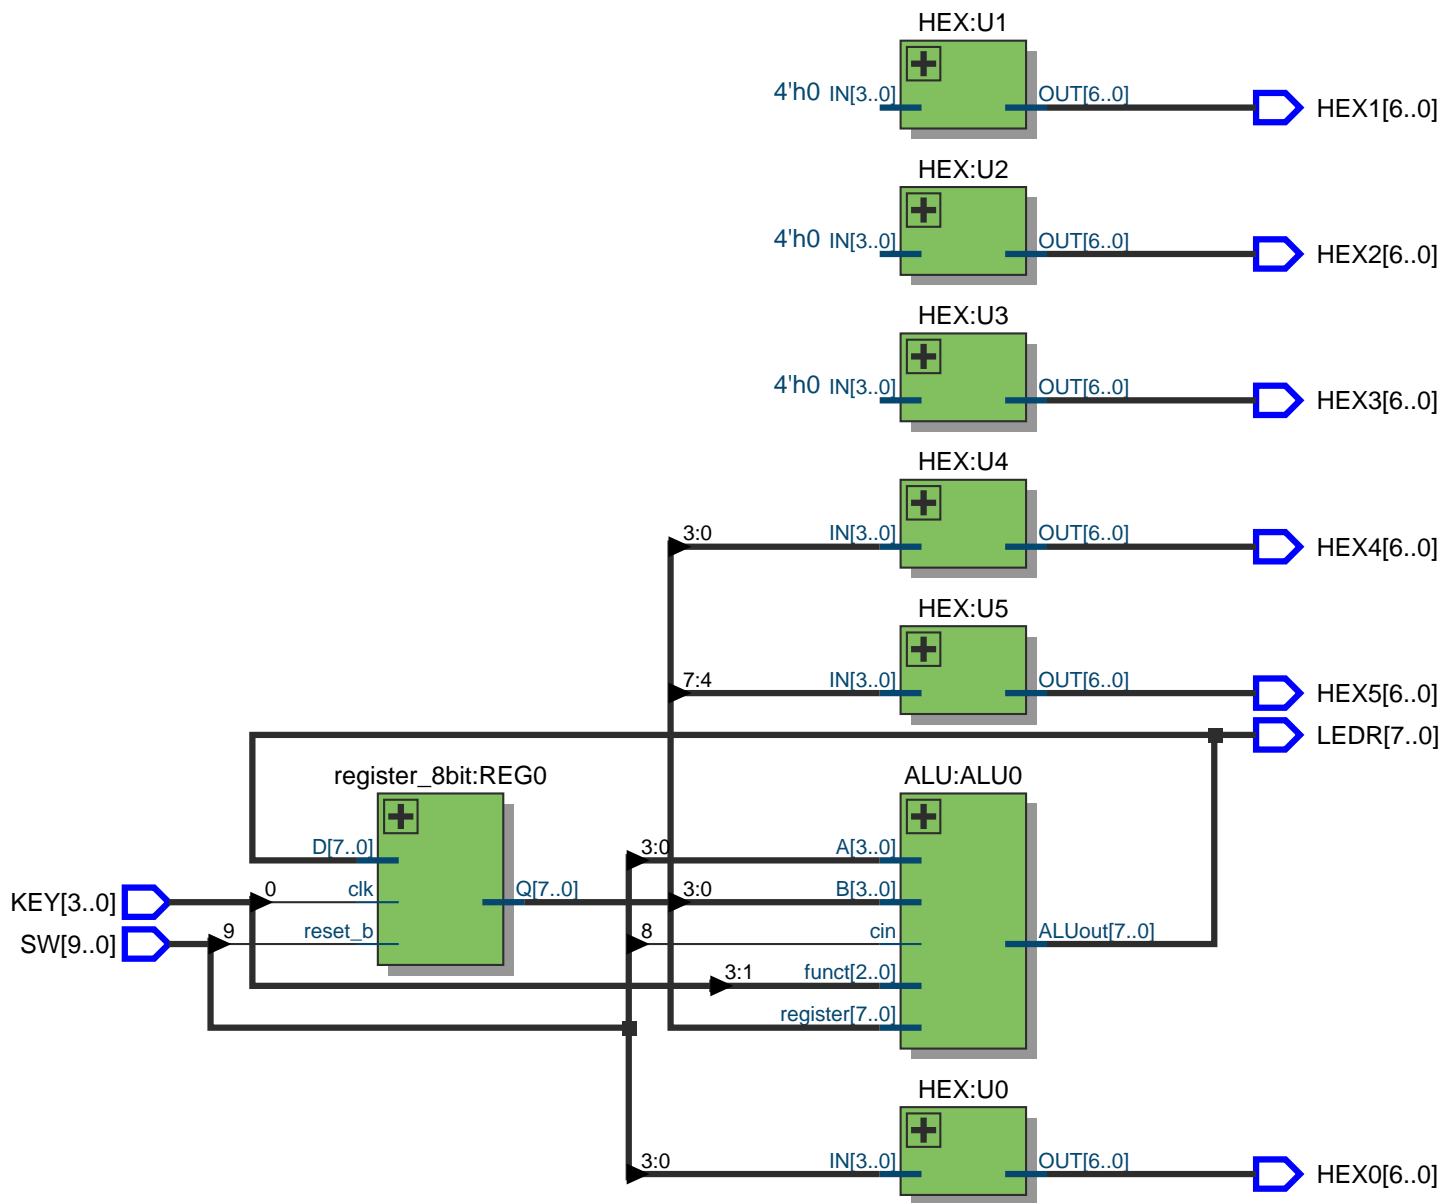 HEX:U1
4'h0 IN[3..0] OUT[6..0] HEX1[6..0]
HEX:U2
4'h0 IN[3..0] OUT[6..0] HEX2[6..0]
HEX:U3
4'h0 IN[3..0] OUT[6..0] HEX3[6..0]
HEX:U4
3:0 IN[3..0] OUT[6..0] HEX4[6..0]
HEX:U5
7:4 IN[3..0] OUT[6..0] HEX5[6..0]
LEDR[7..0]
register_8bit:REG0 ALU:ALU0
D[7..0] 3:0 A[3..0]
KEY[3..0] 0 clk Q[7..0] 3:0 B[3..0]
SW[9..0] 9 reset_b 8 cin ALUout[7..0]
3:1 funct[2..0]
register[7..0]
HEX:U0
3:0 IN[3..0] OUT[6..0] HEX0[6..0]